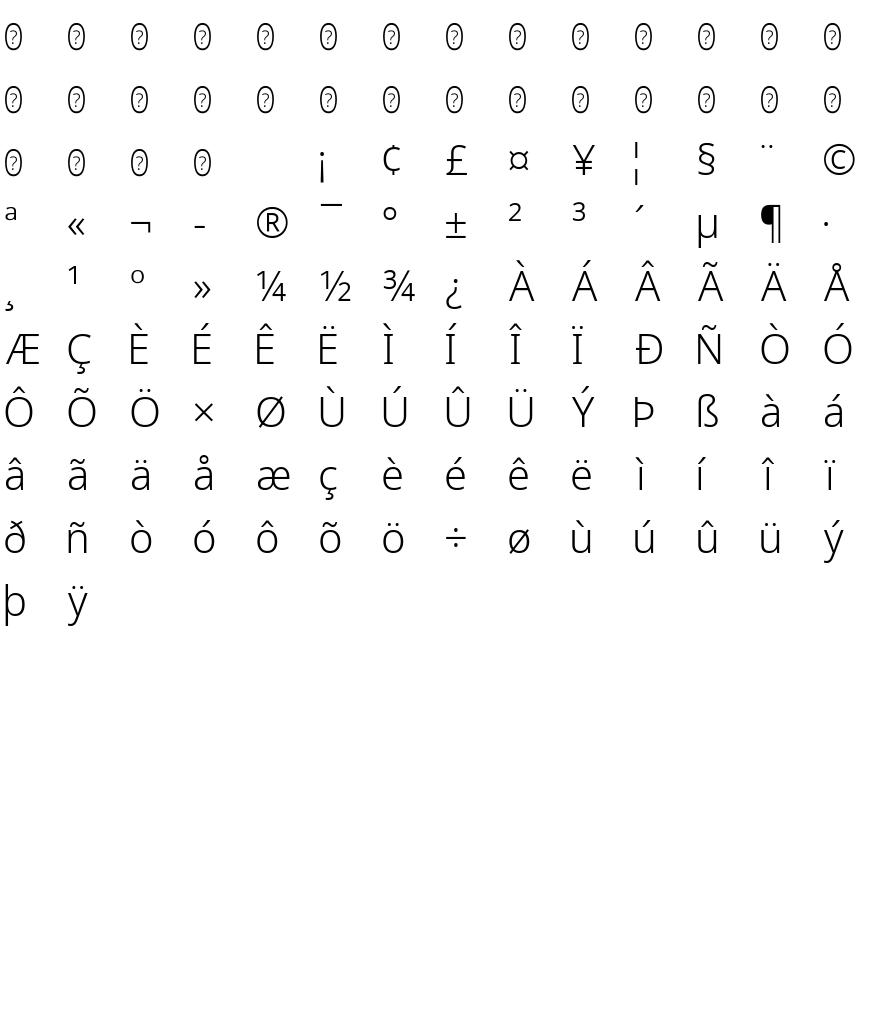 ¡ ¢ £ ¤ ¥ ¦ § ¨ ©
ª « ¬ - ® ¯ ° ± ² ³ ´ µ ¶ ·
¸ ¹ º » ¼ ½ ¾ ¿ À Á Â Ã Ä Å
Æ Ç È É Ê Ë Ì Í Î Ï Ð Ñ Ò Ó
Ô Õ Ö × Ø Ù Ú Û Ü Ý Þ ß à á
â ã ä å æ ç è é ê ë ì í î ï
ð ñ ò ó ô õ ö ÷ ø ù ú û ü ý
þ ÿ